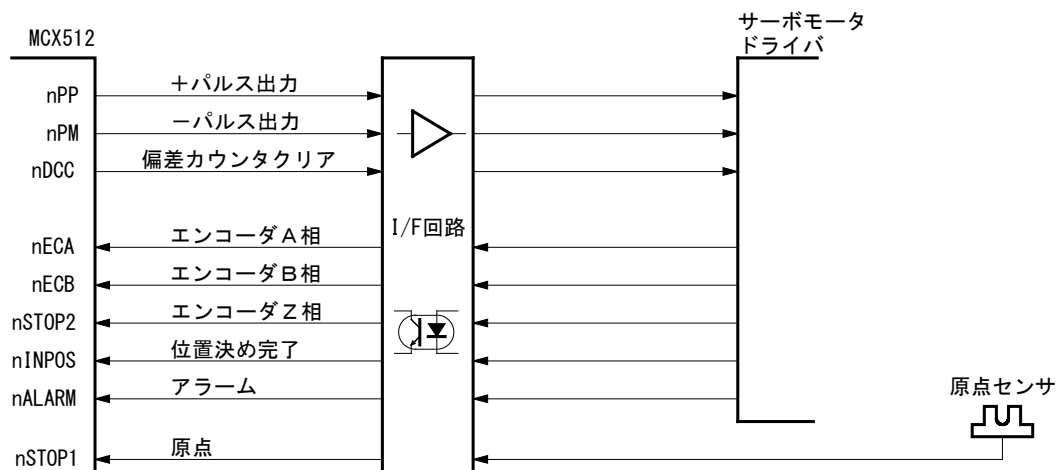 サーボモータ
ドライバ
MCX512
nPP
+パルス出力
nPM
-パルス出力
nDCC
偏差カウンタクリア
I/F回路
nECA
エンコーダA相
nECB
エンコーダB相
nSTOP2
エンコーダZ相
nINPOS
位置決め完了
nALARM
アラーム
原点センサ
nSTOP1
原点